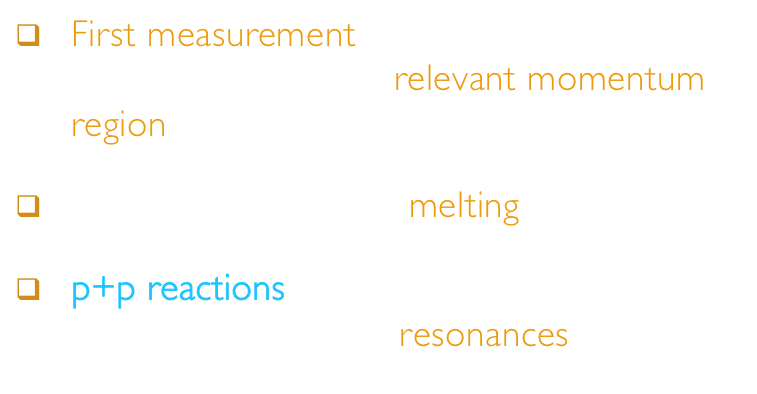 First measurement
relevant momentum
region
melting
p+p reactions
resonances